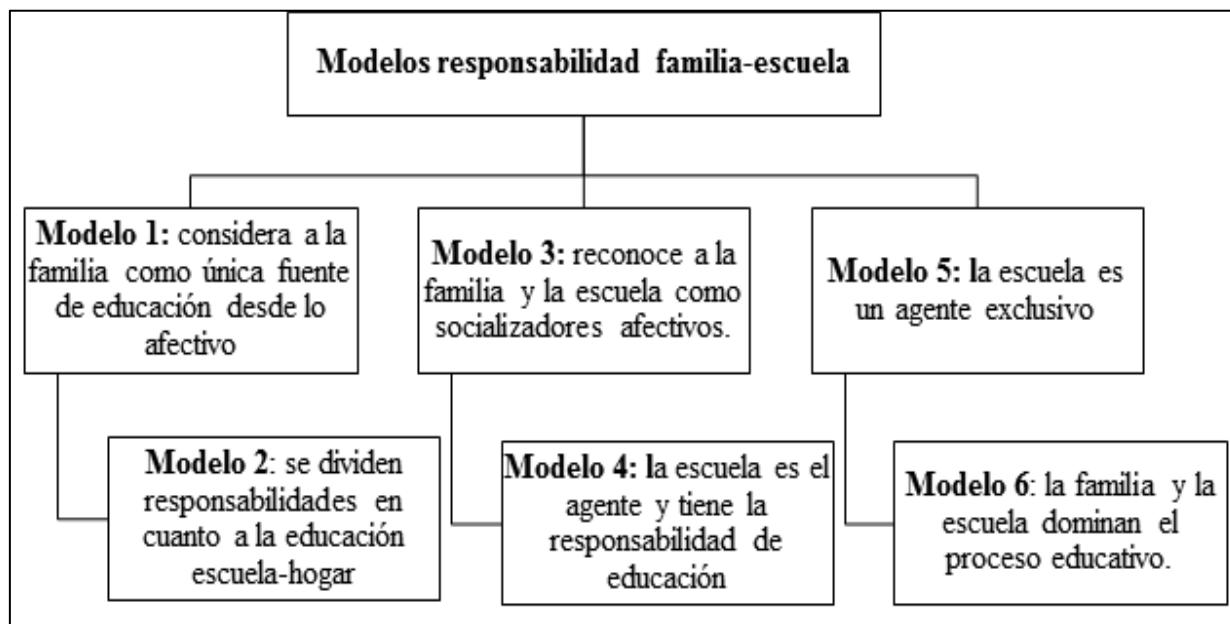 Modelos responsabilidad familia-escuela
Modelo 1: considera a la
familia como única fuente
de educación desde lo
afectivo
Modelo 3: reconoce a la
familia y la escuela como
socializadores afectivos.
Modelo 5: la escuela es
un agente exclusivo
Modelo 2: se dividen
responsabilidades en
cuanto a la educación
escuela-hogar
Modelo 4: la escuela es el
agente y tiene la
responsabilidad de
educación
Modelo 6: la familia y la
escuela dominan el
proceso educativo.